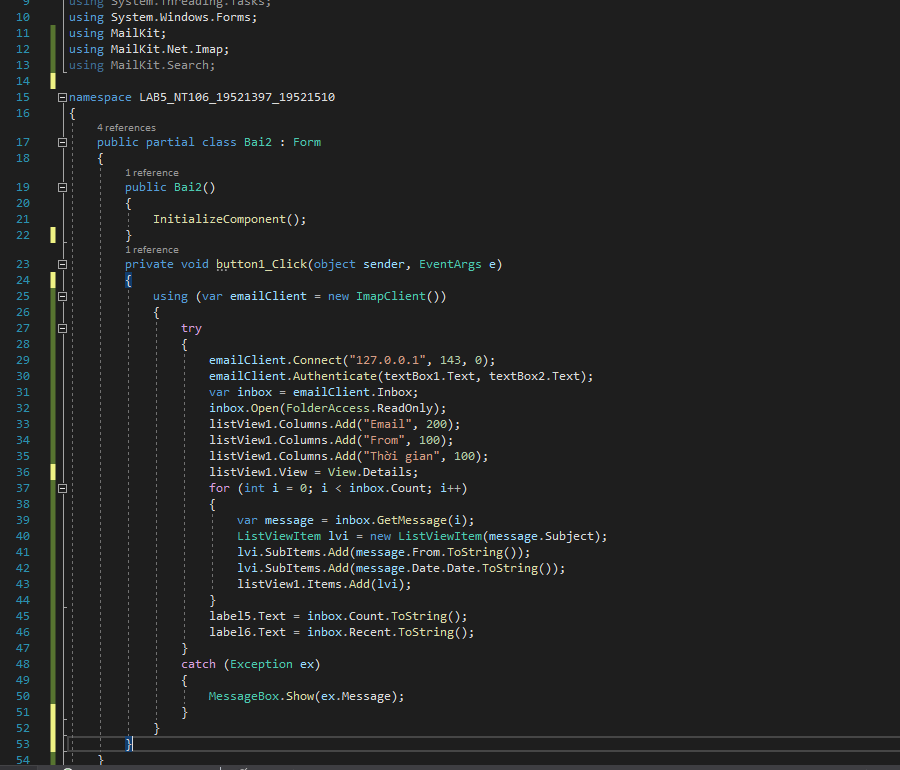 9 using System.Threading.Tasks;
10 using System.Windows.Forms;
11 using MailKit;
12 using MailKit.Net.Imap;
13 using MailKit.Search;
14
15 namespace LAB5_NT106_19521397_19521510
16 {
4 references
17 public partial class Bai2 : Form
18 {
1 reference
19 public Bai2()
20 {
21 InitializeComponent();
22 }
1 reference
23 private void button1_Click(object sender, EventArgs e)
24 {
25 using (var emailClient = new ImapClient())
26 {
27 try
28 {
29 emailClient.Connect("127.0.0.1", 143, 0);
30 emailClient.Authenticate(textBox1.Text, textBox2.Text);
31 var inbox = emailClient.Inbox;
32 inbox.Open(FolderAccess.ReadOnly);
33 listView1.Columns.Add("Email", 200);
34 listView1.Columns.Add("From", 100);
35 listView1.Columns.Add("Thời gian", 100);
36 listView1.View = View.Details;
37 for (int i = 0; i < inbox.Count; i++)
38 {
39 var message = inbox.GetMessage(i);
40 ListViewItem lvi = new ListViewItem(message.Subject);
41 lvi.SubItems.Add(message.From.ToString());
42 lvi.SubItems.Add(message.Date.Date.ToString());
43 listView1.Items.Add(lvi);
44 }
45 label5.Text = inbox.Count.ToString();
46 label6.Text = inbox.Recent.ToString();
47 }
48 catch (Exception ex)
49 {
50 MessageBox.Show(ex.Message);
51 }
52 }
53 }
54 }